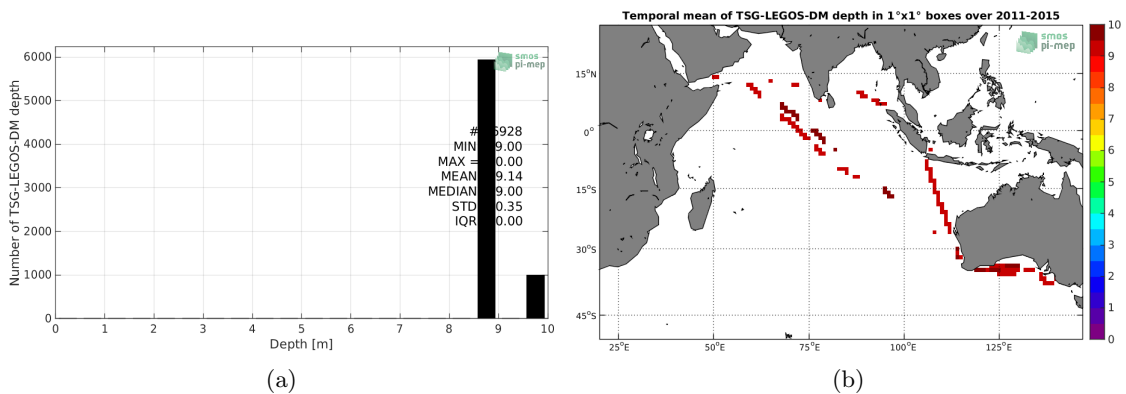 6000
5000
4000
3000
2000
1000
0
Number of TSG-LEGOS-DM depth
smos
pi-mep
#
MIN 9.00
MAX =
MEAN 9.14
MEDIAN 9.00
STD 0.35
IQR 0.00
0 1 2 3 4 5 6 7 8 9 10
Depth [m]
(a)
Temporal mean of TSG-LEGOS-DM depth in 1°x1° boxes over 2011-2015
smos
pi-mep
15°N
0°
15°S
30°S
45°S
25°E 50°E 75°E 100°E 125°E
10
9
8
7
6
5
4
3
2
1
0
(b)